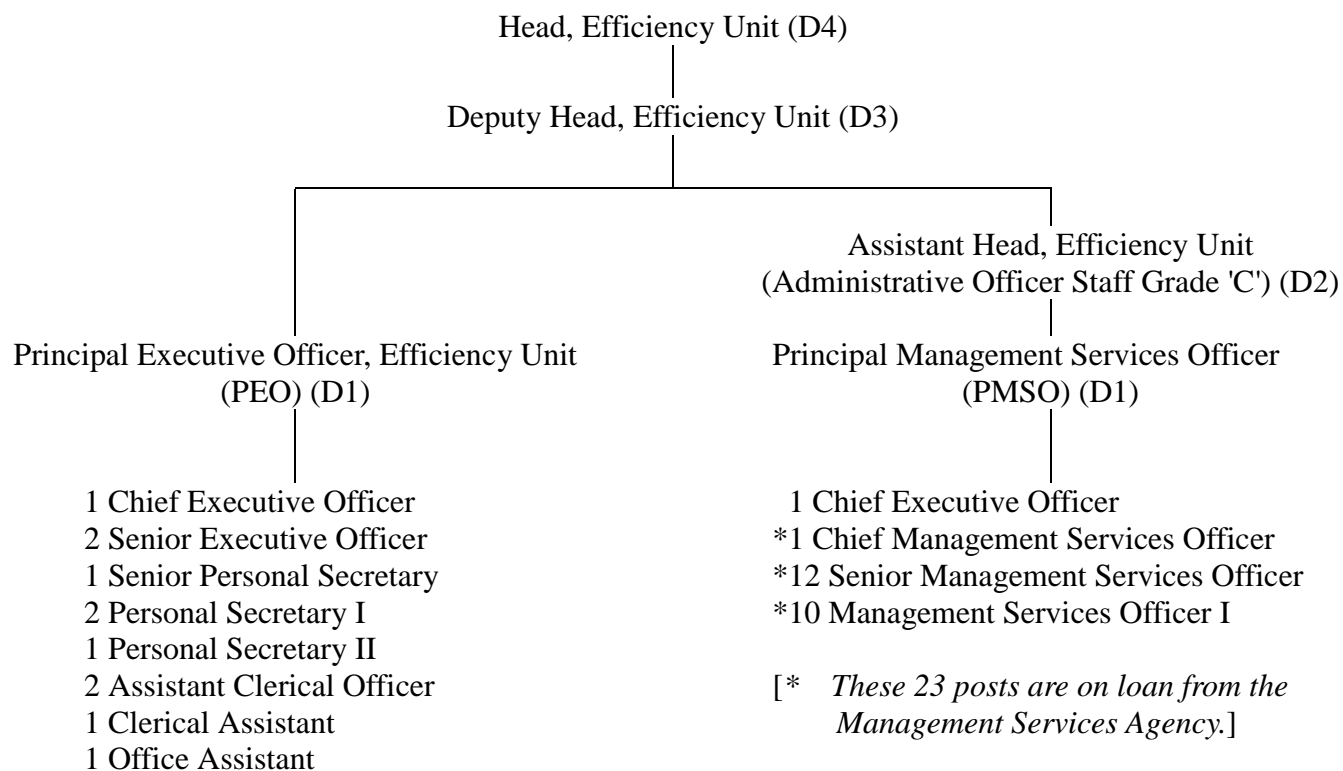 Head, Efficiency Unit (D4)
Deputy Head, Efficiency Unit (D3)
Assistant Head, Efficiency Unit
(Administrative Officer Staff Grade 'C') (D2)
Principal Executive Officer, Efficiency Unit
(PEO) (D1)
Principal Management Services Officer
(PMSO) (D1)
1 Chief Executive Officer
2 Senior Executive Officer
1 Senior Personal Secretary
2 Personal Secretary I
1 Personal Secretary II
2 Assistant Clerical Officer
1 Clerical Assistant
1 Office Assistant
1 Chief Executive Officer
*1 Chief Management Services Officer
*12 Senior Management Services Officer
*10 Management Services Officer I
[* These 23 posts are on loan from the
Management Services Agency.]